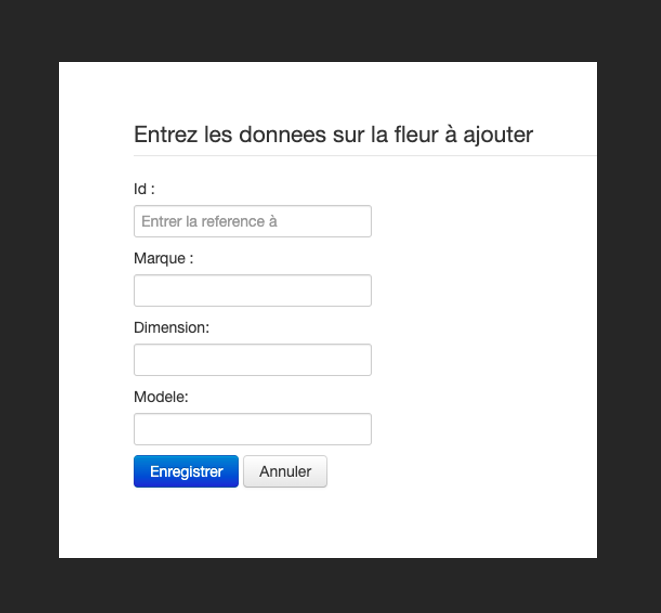 Entrez les donnees sur la fleur à ajouter
Id :
Entrer la reference à
Marque :
Dimension:
Modele:
Enregistrer Annuler